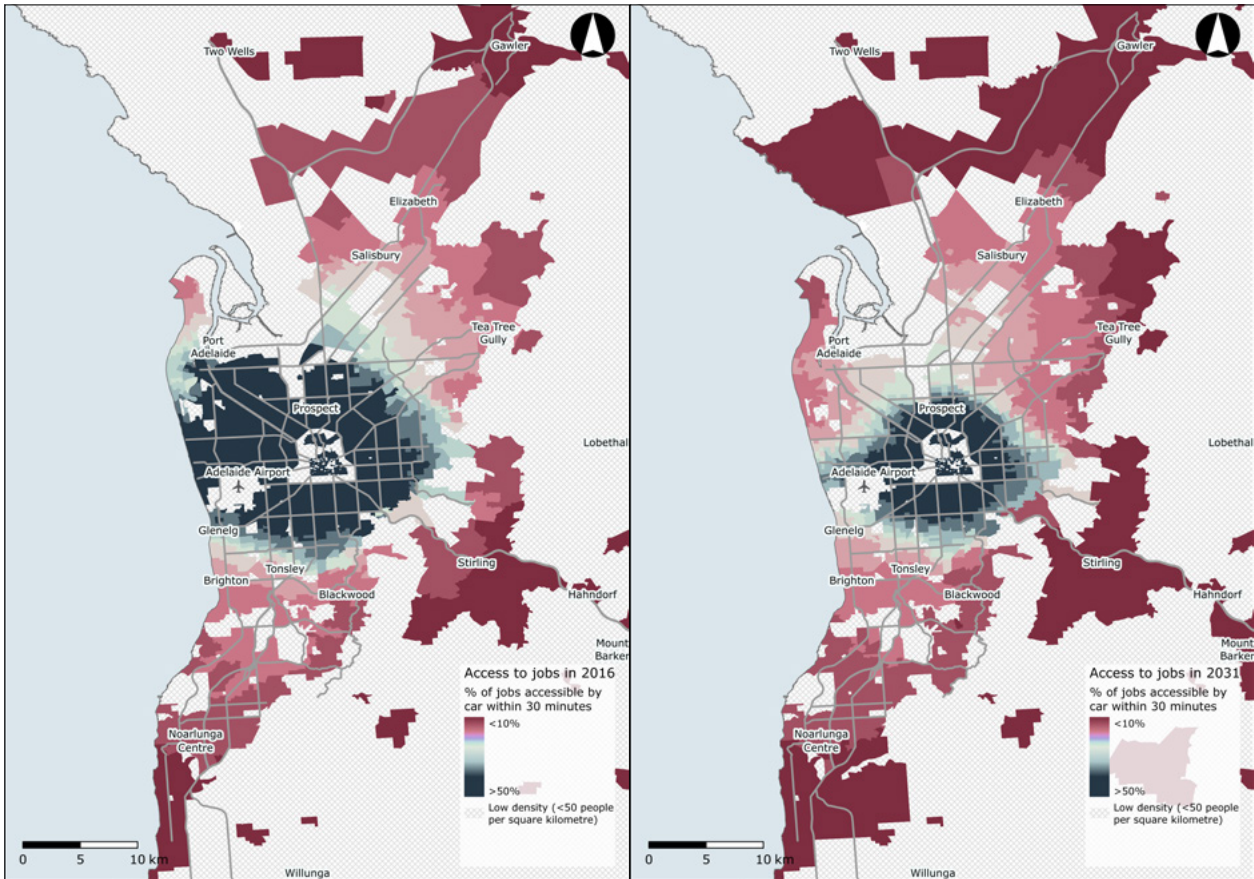 Two Wells
Gawler
Elizabeth
Salisbury
Tea Tree
Gully
Port
Adelaide
Prospect
Lobethal
Adelaide Airport
Glenelg
Stirling
Tonsley
Brighton
Blackwood
Hahndorf
Mount
Barker
Access to jobs in 2016
% of jobs accessible by
car within 30 minutes
<10%
>50%
Low density (<50 people
per square kilometre)
Noarlunga
Centre
0 5 10 km
Willunga
Two Wells
Gawler
Elizabeth
Salisbury
Tea Tree
Gully
Port
Adelaide
Prospect
Lobethal
Adelaide Airport
Glenelg
Stirling
Tonsley
Brighton
Blackwood
Hahndorf
Mount
Barker
Access to jobs in 2031
% of jobs accessible by
car within 30 minutes
<10%
>50%
Low density (<50 people
per square kilometre)
Noarlunga
Centre
0 5 10 km
Willunga